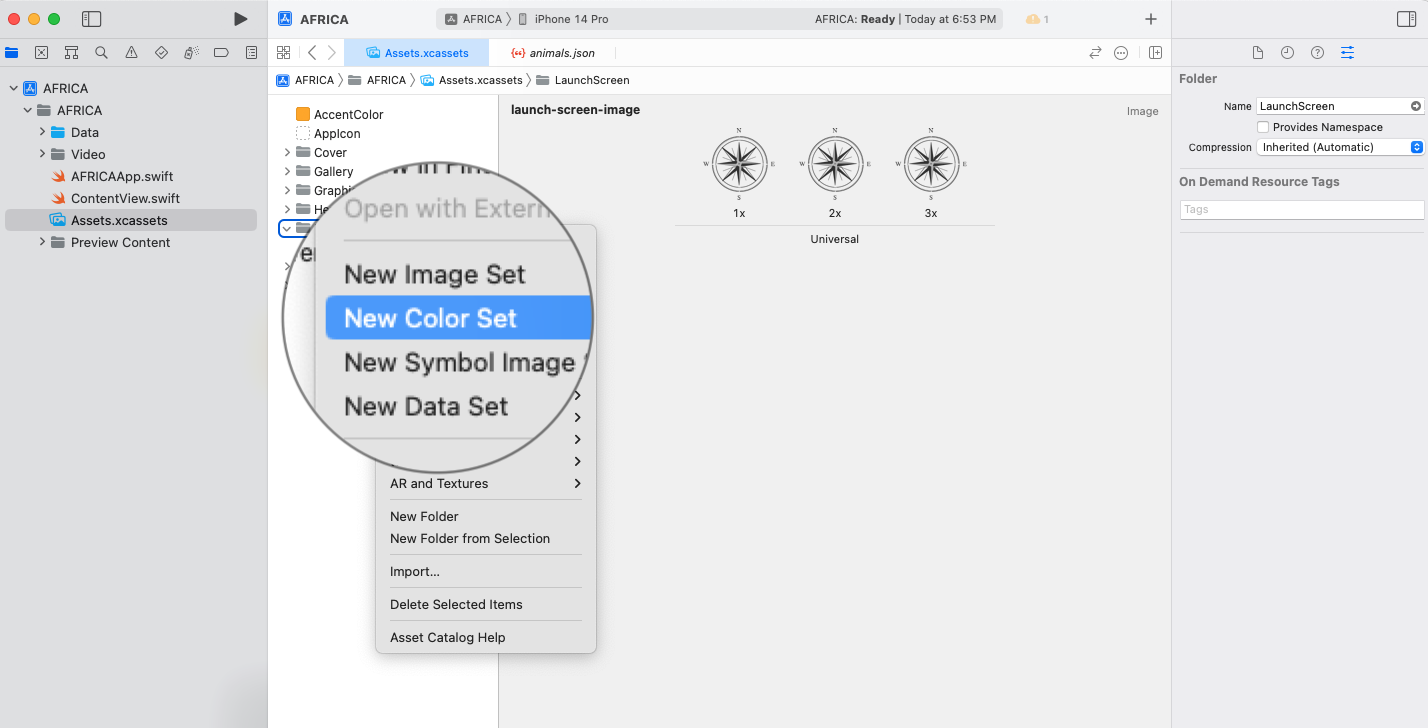 AFRICA
AFRICA
iPhone 14 Pro
AFRICA: Ready | Today at 6:53 PM
1
Assets.xcassets
animals.json
AFRICA
AFRICA
Assets.xcassets
LaunchScreen
AFRICA
AFRICA
Data
Video
AFRICAApp.swift
ContentView.swift
Assets.xcassets
Preview Content
AccentColor
AppIcon
Cover
Gallery
Open with Extern
New Image Set
New Color Set
New Symbol Image
New Data Set
AR and Textures
New Folder
New Folder from Selection
Import...
Delete Selected Items
Asset Catalog Help
launch-screen-image
Image
N N N
W E W E W E
S S S
1x 2x 3x
Universal
Folder
Name LaunchScreen
Provides Namespace
Compression Inherited (Automatic)
On Demand Resource Tags
Tags